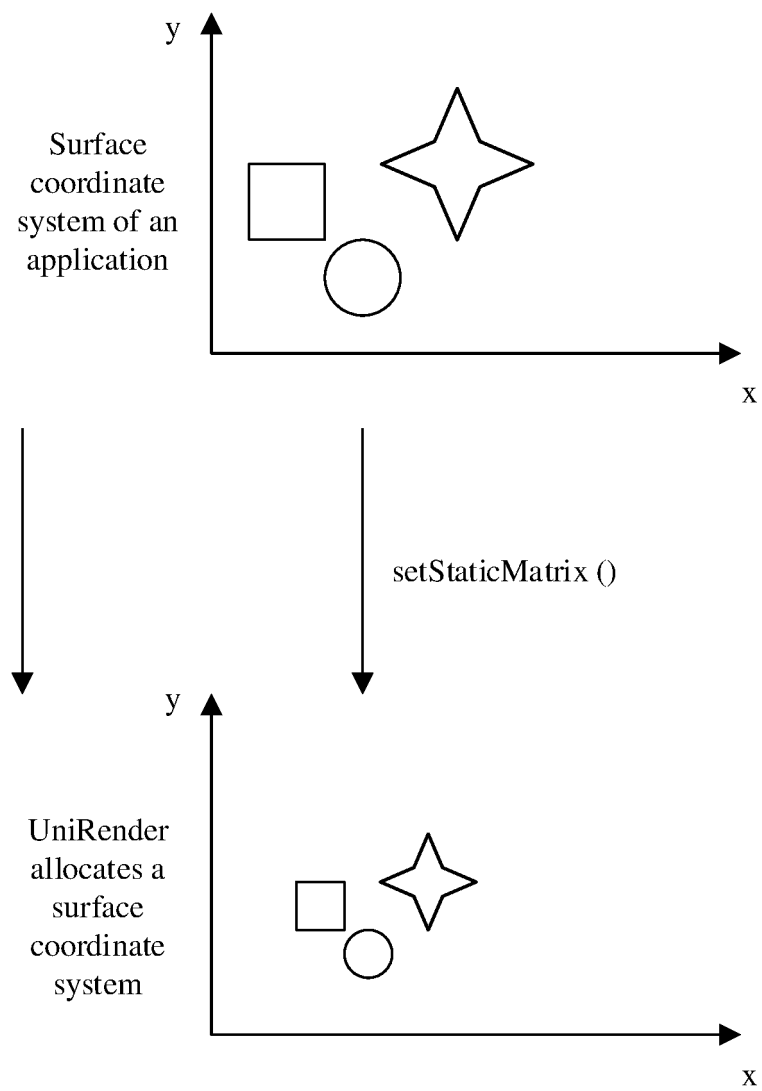 y
Surface
coordinate
system of an
application
x
setStaticMatrix ()
y
UniRender
allocates a
surface
coordinate
system
x